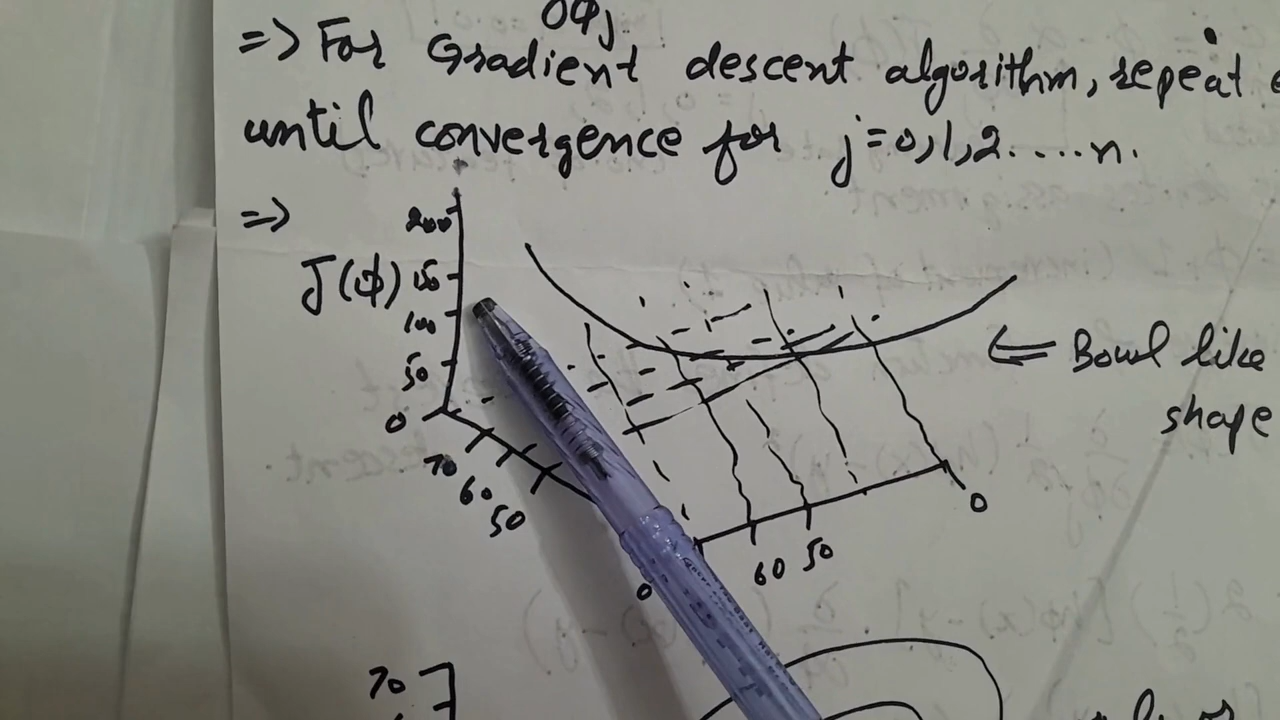 ∂Φj
=> For Gradient descent algorithm, repeat
until convergence for j=0,1,2....n.
=>
200
J(Φ) 150
100
50
0
70
60
50
0
60 50
0
<= Bowl like
shape
70